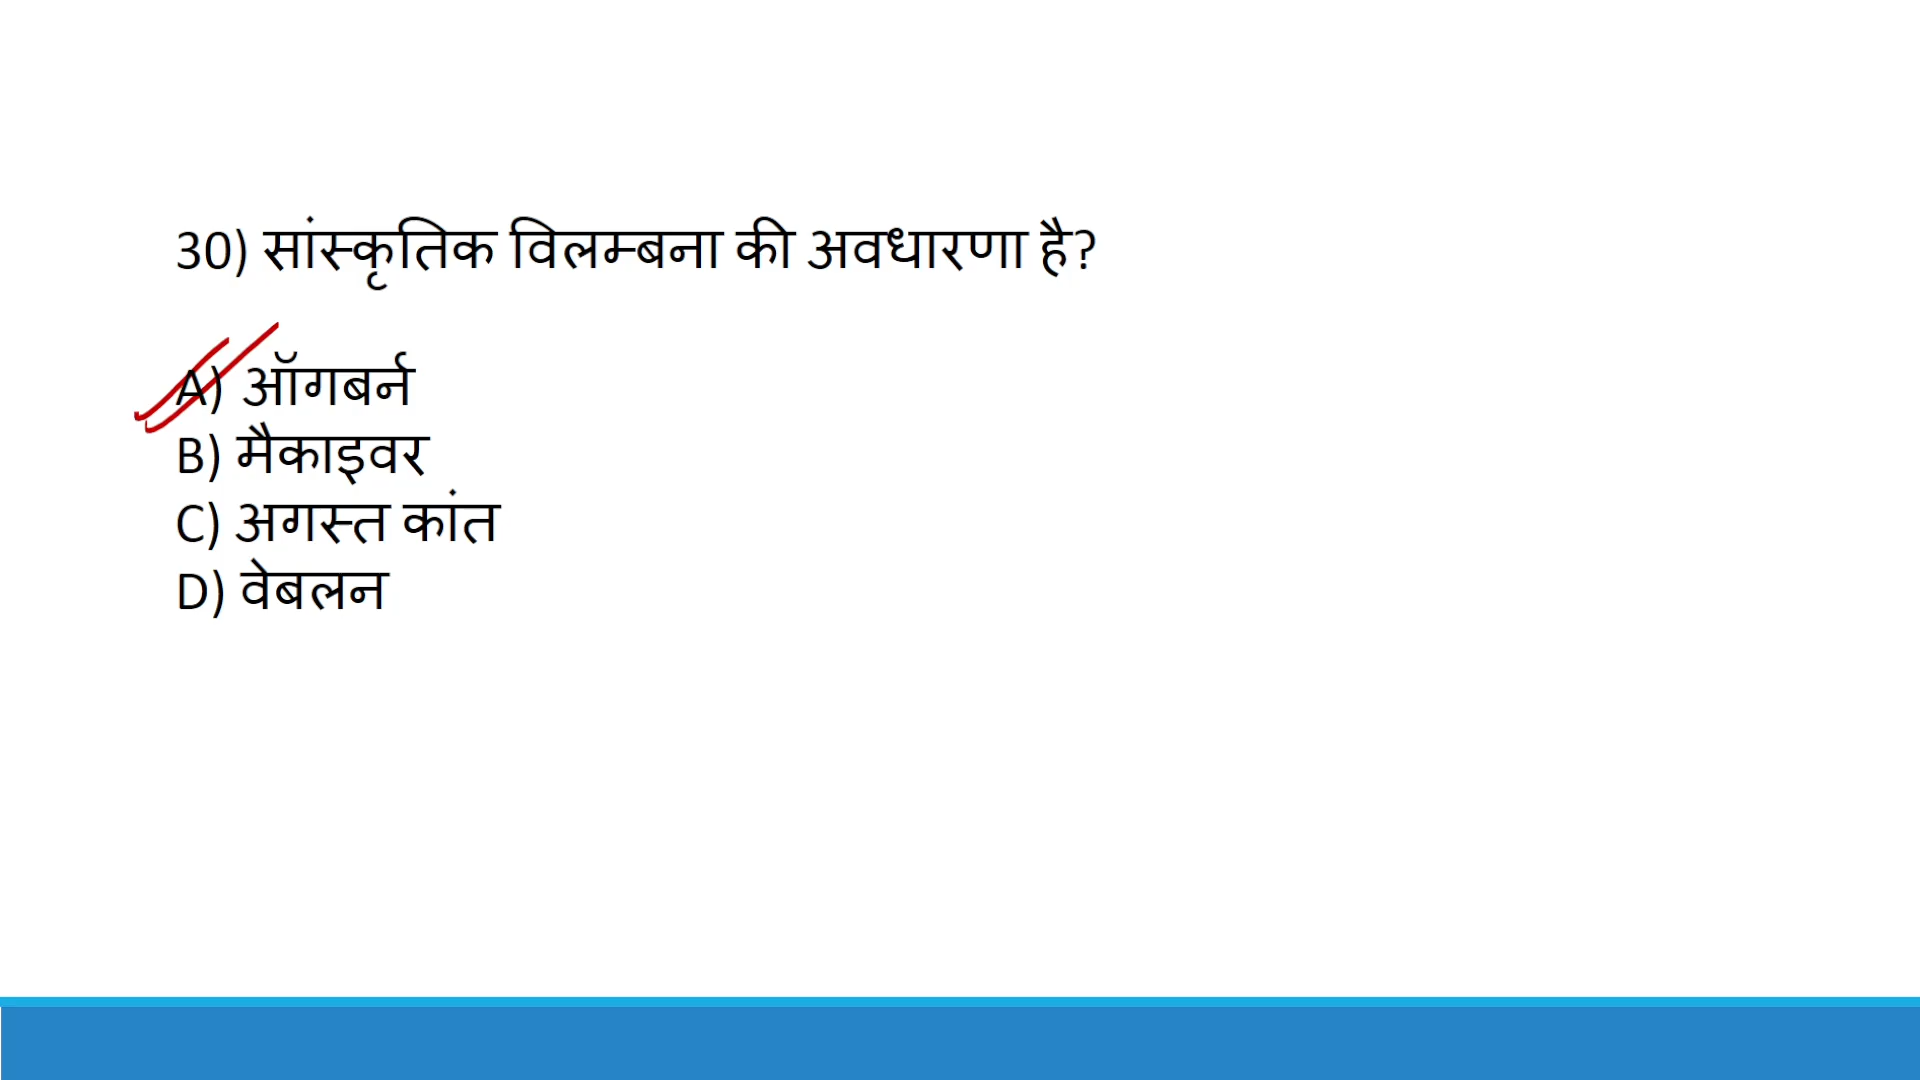 30) सांस्कृतिक विलम्बना की अवधारणा है?
A) ऑगबर्न
B) मैकाइवर
C) अगस्त कांत
D) वेबलन